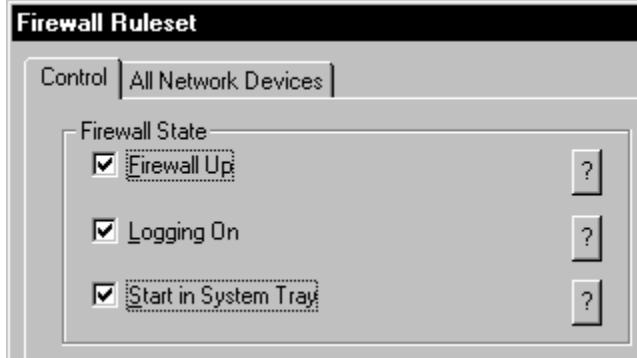 Firewall Ruleset
Control All Network Devices
Firewall State
Firewall Up ?
Logging On ?
Start in System Tray ?